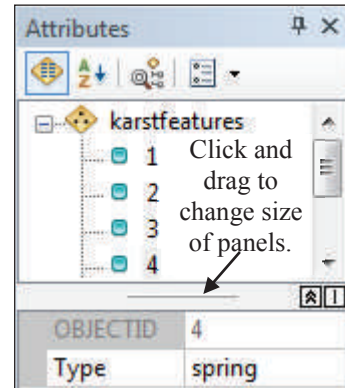 Attributes
A
Z
karstfeatures
1
2
3
4
Click and
drag to
change size
of panels.
OBJECTID 4
Type spring